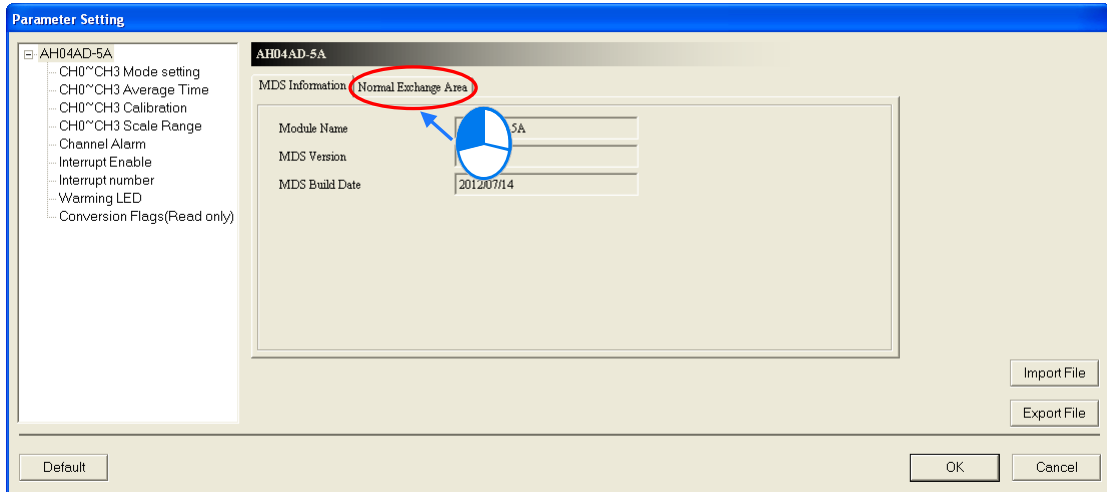 Parameter Setting
AH04AD-5A
CH0~CH3 Mode setting
CH0~CH3 Average Time
CH0~CH3 Calibration
CH0~CH3 Scale Range
Channel Alarm
Interrupt Enable
Interrupt number
Warming LED
Conversion Flags(Read only)
AH04AD-5A
MDS Information
Normal Exchange Area
Module Name
5A
MDS Version
MDS Build Date
2012/07/14
Import File
Export File
Default
OK
Cancel